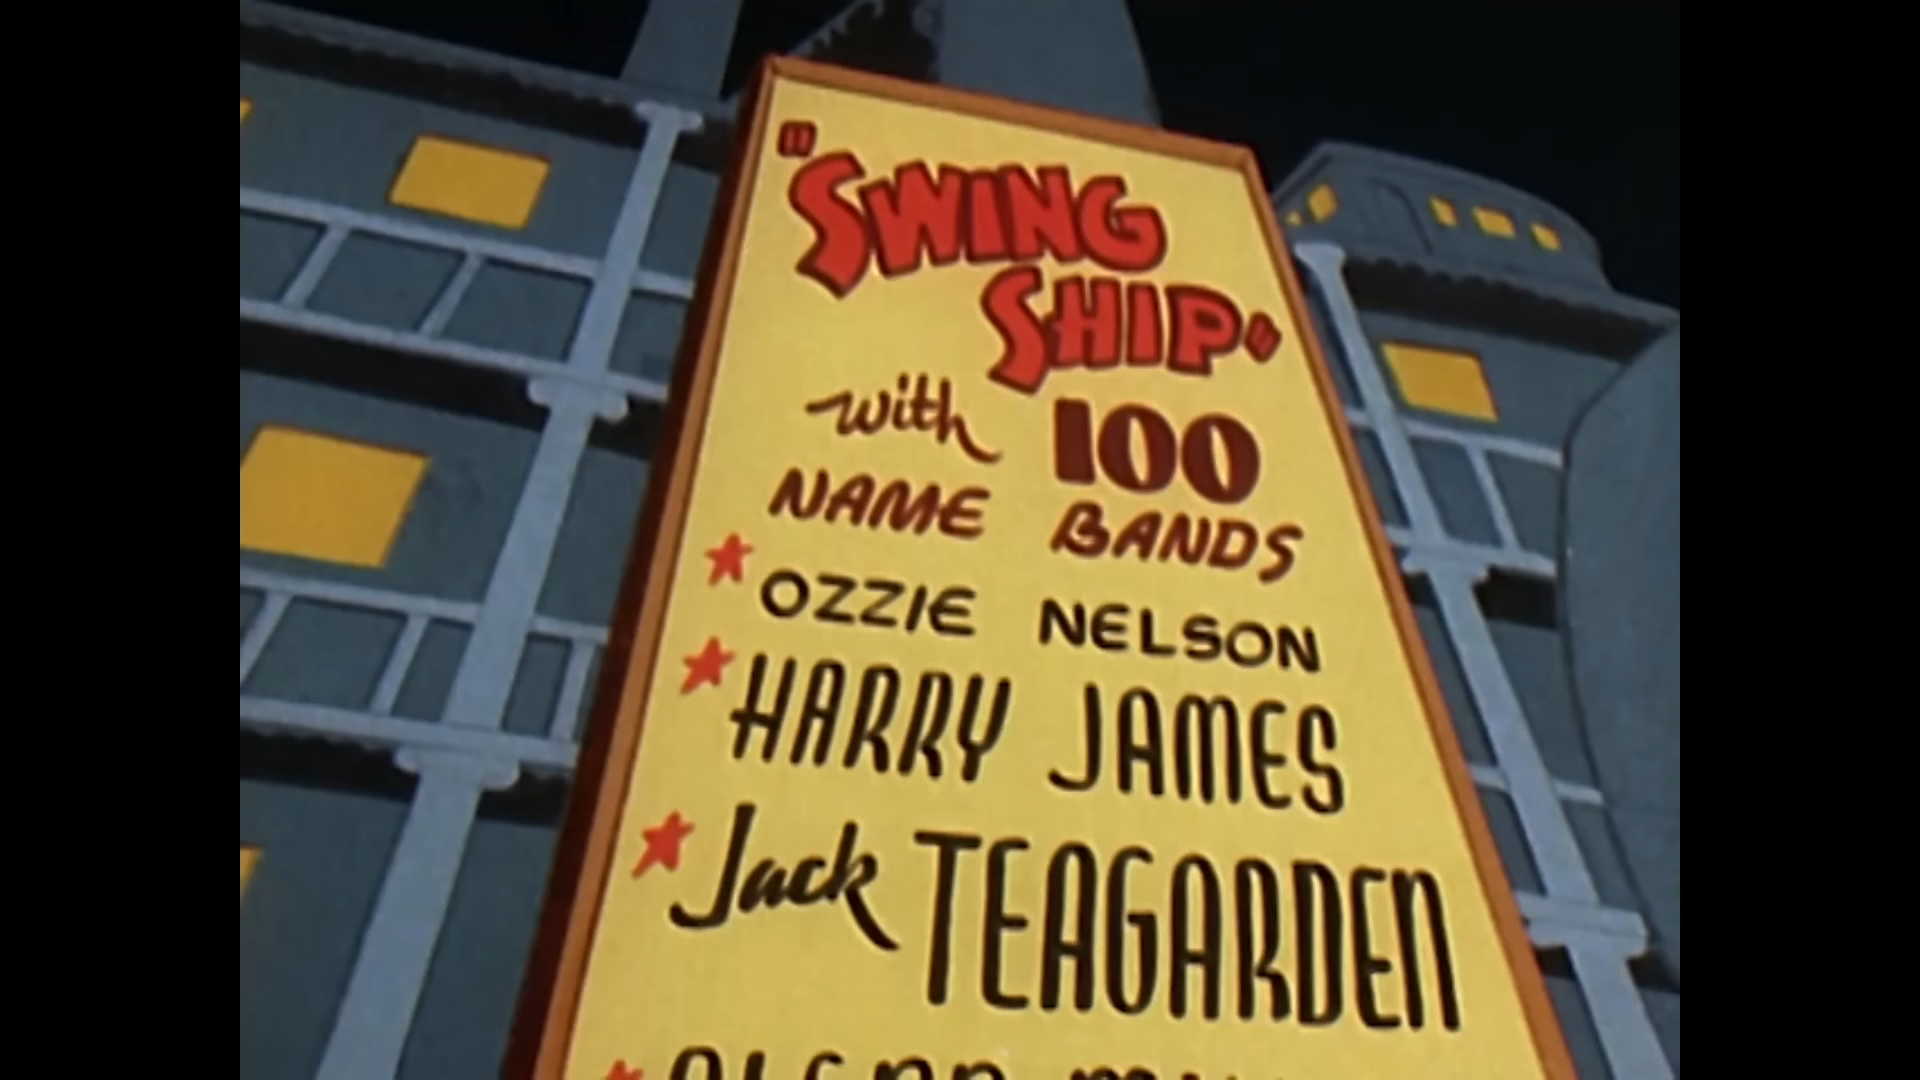 "SWING
SHIP"
with 100
NAME BANDS
OZZIE NELSON
HARRY JAMES
Jack TEAGARDEN